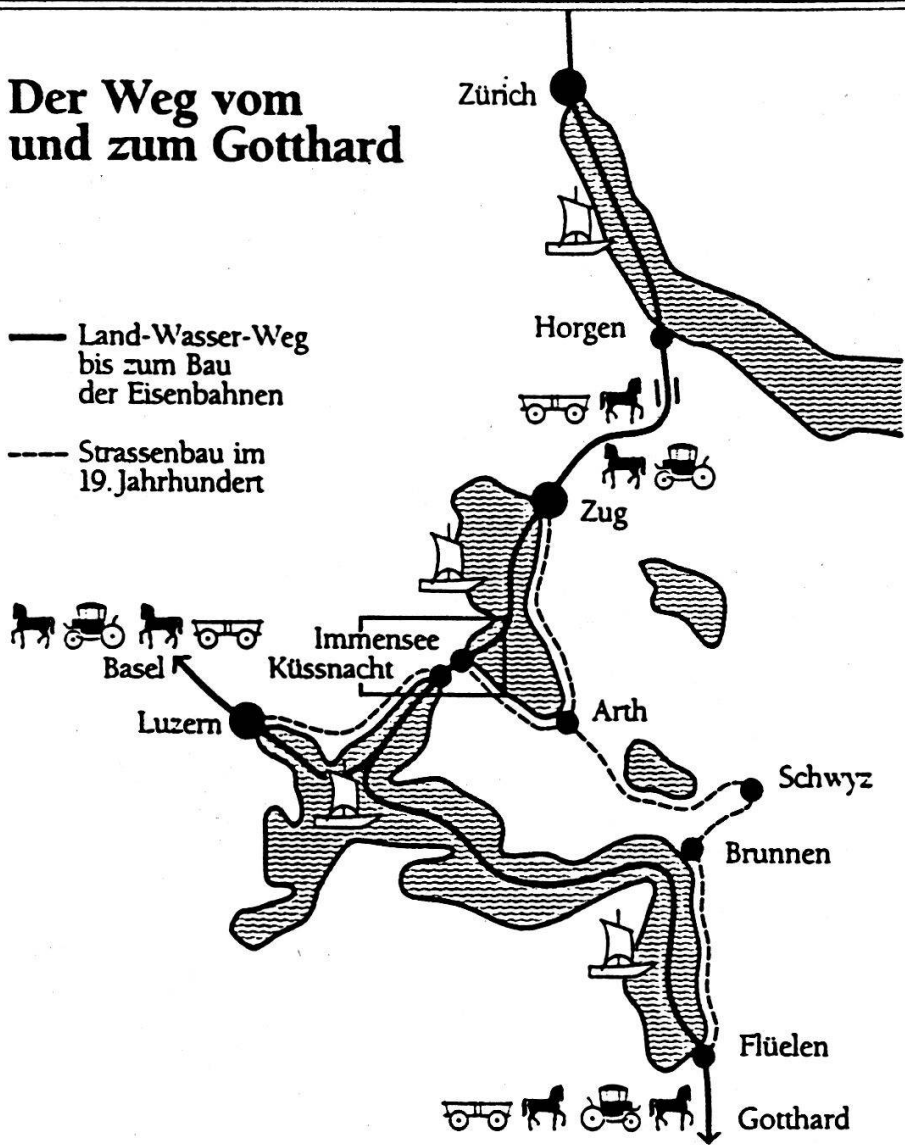 Der Weg vom
und zum Gotthard
Zürich
Land-Wasser-Weg
bis zum Bau
der Eisenbahnen
Horgen
Strassenbau im
19. Jahrhundert
Zug
Immensee
Küssnacht
Basel
Luzern
Arth
Schwyz
Brunnen
Flüelen
Gotthard